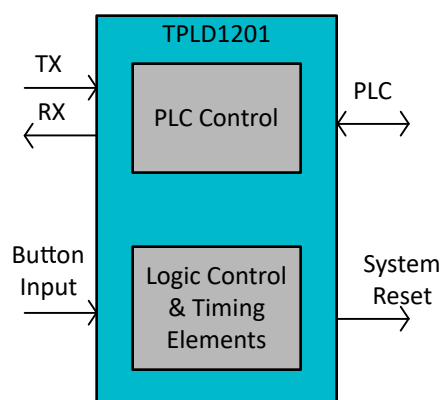 TPLD1201
TX
RX
PLC Control
PLC
Button
Input
Logic Control
& Timing
Elements
System
Reset